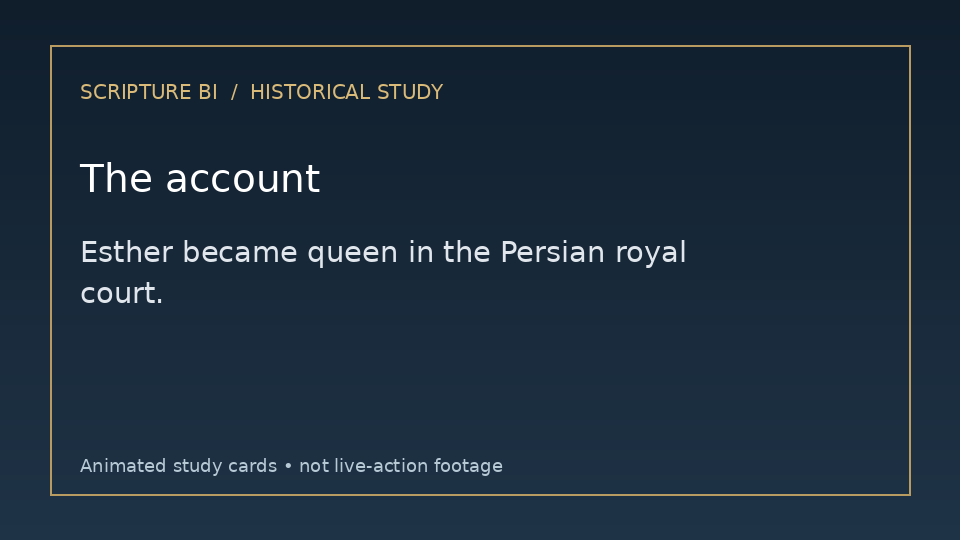 SCRIPTURE BI / HISTORICAL STUDY
The account
Esther became queen in the Persian royal
court.
Animated study cards • not live-action footage